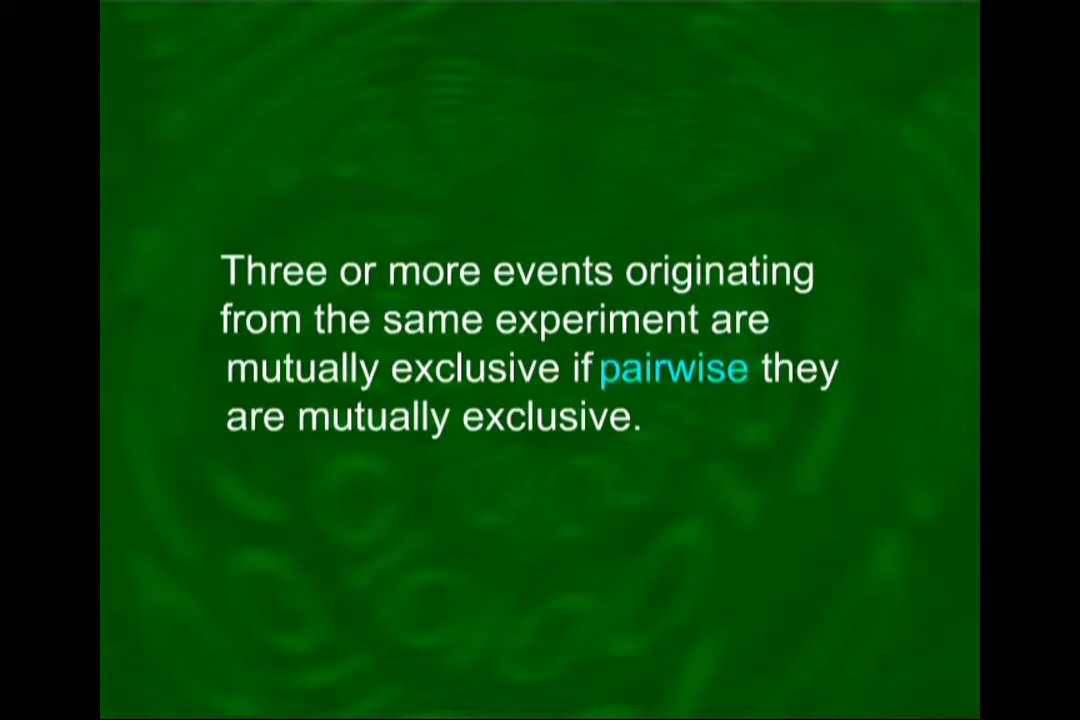 Three or more events originating
from the same experiment are
mutually exclusive if pairwise they
are mutually exclusive.